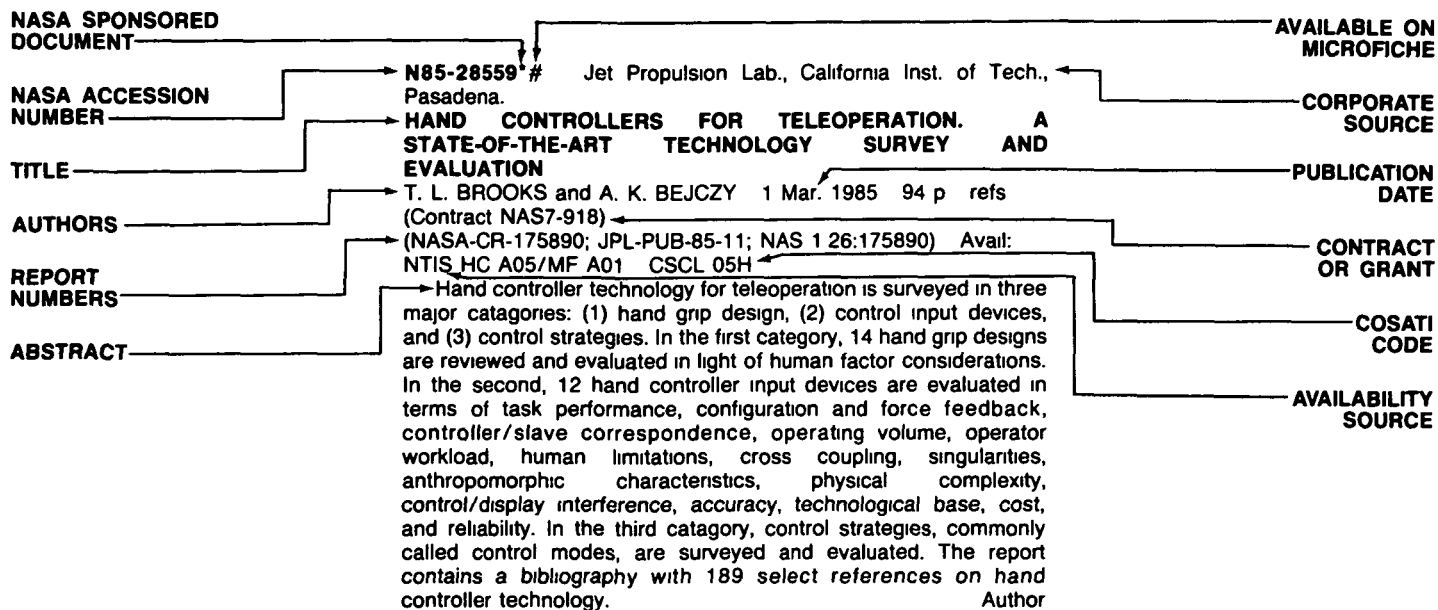 NASA SPONSORED
DOCUMENT
NASA ACCESSION
NUMBER
TITLE
AUTHORS
REPORT
NUMBERS
ABSTRACT
N85-28559*# Jet Propulsion Lab., California Inst. of Tech.,
Pasadena.
HAND CONTROLLERS FOR TELEOPERATION. A
STATE-OF-THE-ART TECHNOLOGY SURVEY AND
EVALUATION
T. L. BROOKS and A. K. BEJCZY 1 Mar. 1985 94 p refs
(Contract NAS7-918)
(NASA-CR-175890; JPL-PUB-85-11; NAS 1 26:175890) Avail:
NTIS HC A05/MF A01 CSCL 05H
Hand controller technology for teleoperation is surveyed in three
major catagories: (1) hand grip design, (2) control input devices,
and (3) control strategies. In the first category, 14 hand grip designs
are reviewed and evaluated in light of human factor considerations.
In the second, 12 hand controller input devices are evaluated in
terms of task performance, configuration and force feedback,
controller/slave correspondence, operating volume, operator
workload, human limitations, cross coupling, singularities,
anthropomorphic characteristics, physical complexity,
control/display interference, accuracy, technological base, cost,
and reliability. In the third catagory, control strategies, commonly
called control modes, are surveyed and evaluated. The report
contains a bibliography with 189 select references on hand
controller technology. Author
AVAILABLE ON
MICROFICHE
CORPORATE
SOURCE
PUBLICATION
DATE
CONTRACT
OR GRANT
COSATI
CODE
AVAILABILITY
SOURCE